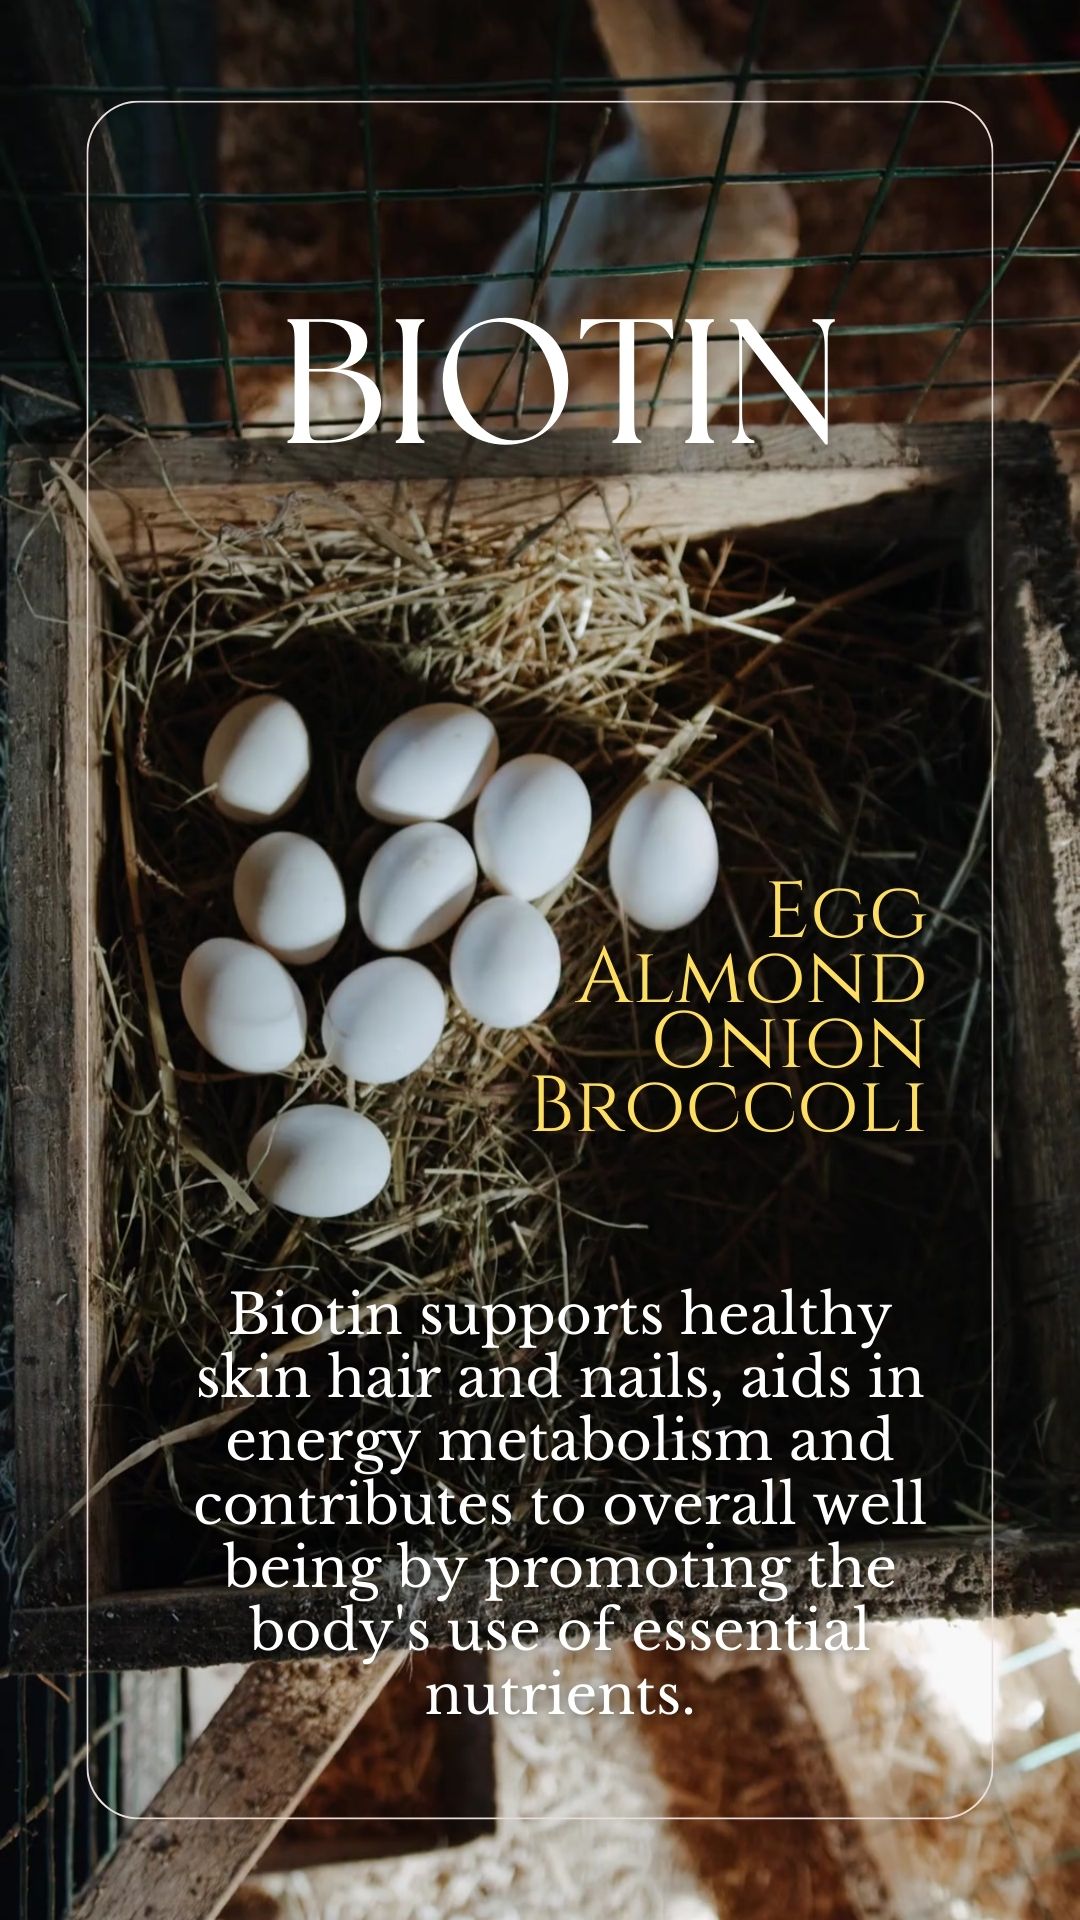 BIOTIN
Egg
Almond
Onion
Broccoli
Biotin supports healthy
skin hair and nails, aids in
energy metabolism and
contributes to overall well
being by promoting the
body's use of essential
nutrients.